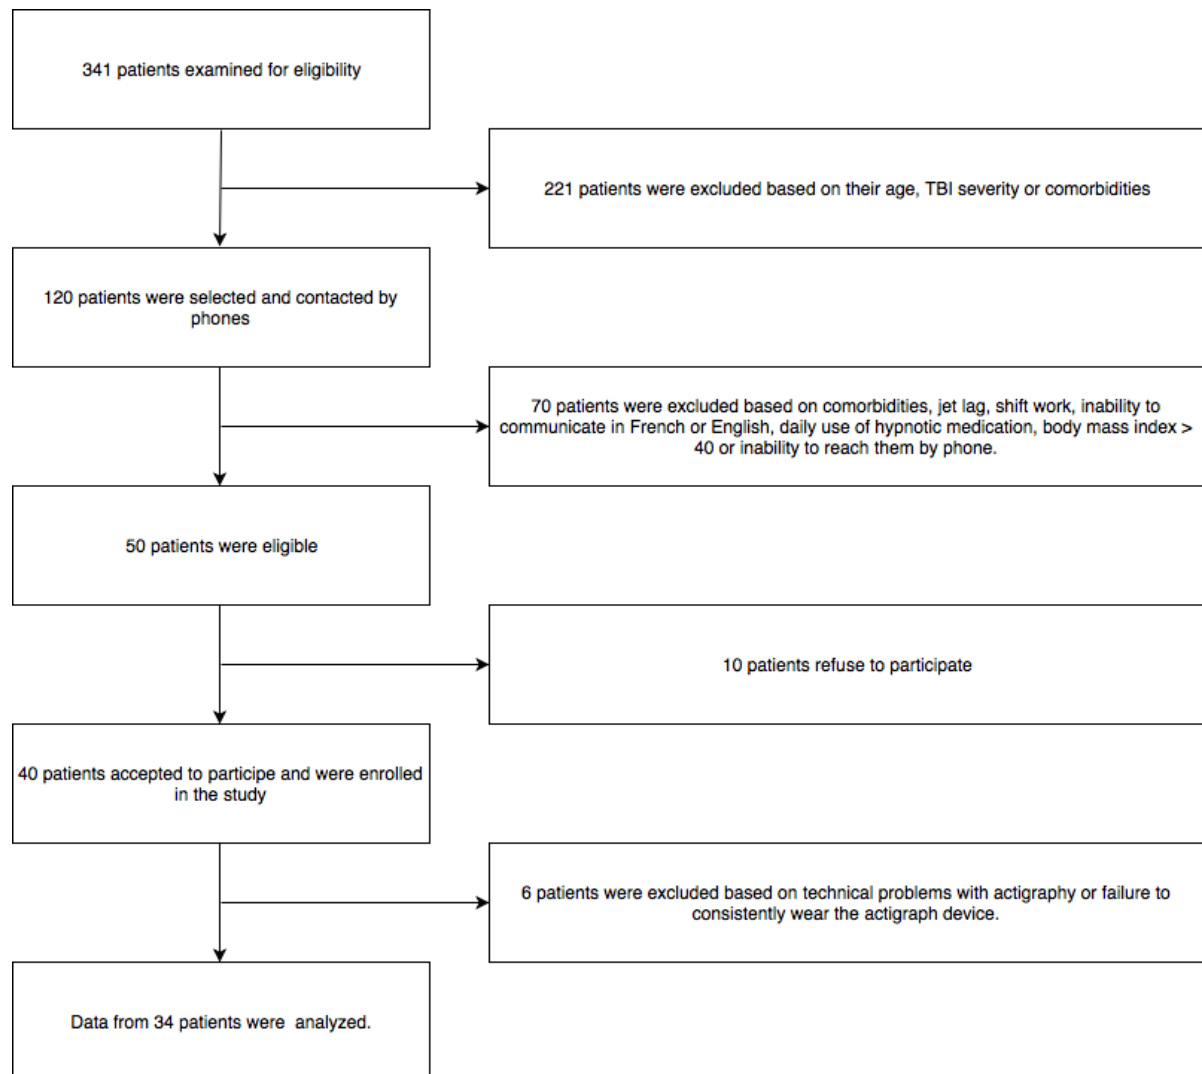 341 patients examined for eligibility
221 patients were excluded based on their age, TBI severity or comorbidities
120 patients were selected and contacted by
phones
70 patients were excluded based on comorbidities, jet lag, shift work, inability to
communicate in French or English, daily use of hypnotic medication, body mass index >
40 or inability to reach them by phone.
50 patients were eligible
10 patients refuse to participate
40 patients accepted to participe and were enrolled
in the study
6 patients were excluded based on technical problems with actigraphy or failure to
consistently wear the actigraph device.
Data from 34 patients were analyzed.